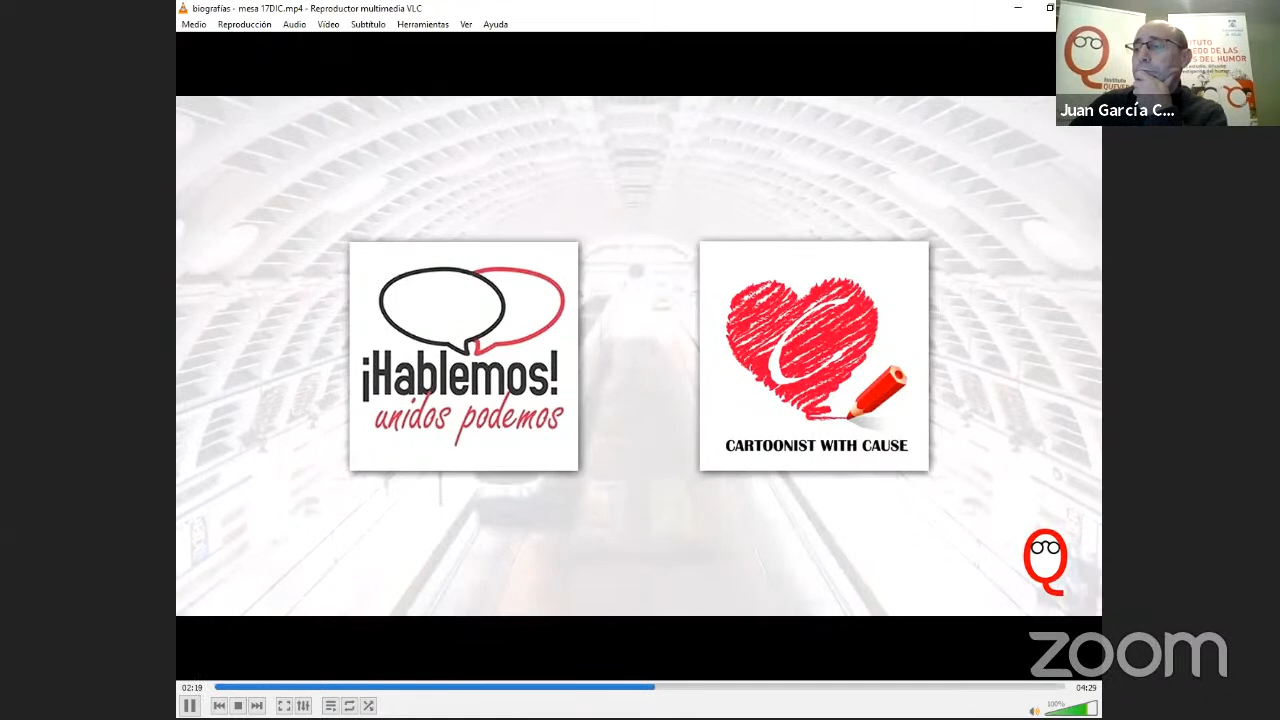 biografías - mesa 17DIC.mp4 - Reproductor multimedia VLC
Medio Reproducción Audio Vídeo Subtítulo Herramientas Ver Ayuda
Juan García C...
¡Hablemos!
unidos podemos
CARTOONIST WITH CAUSE
Q
zoom
02:19
04:29
100%